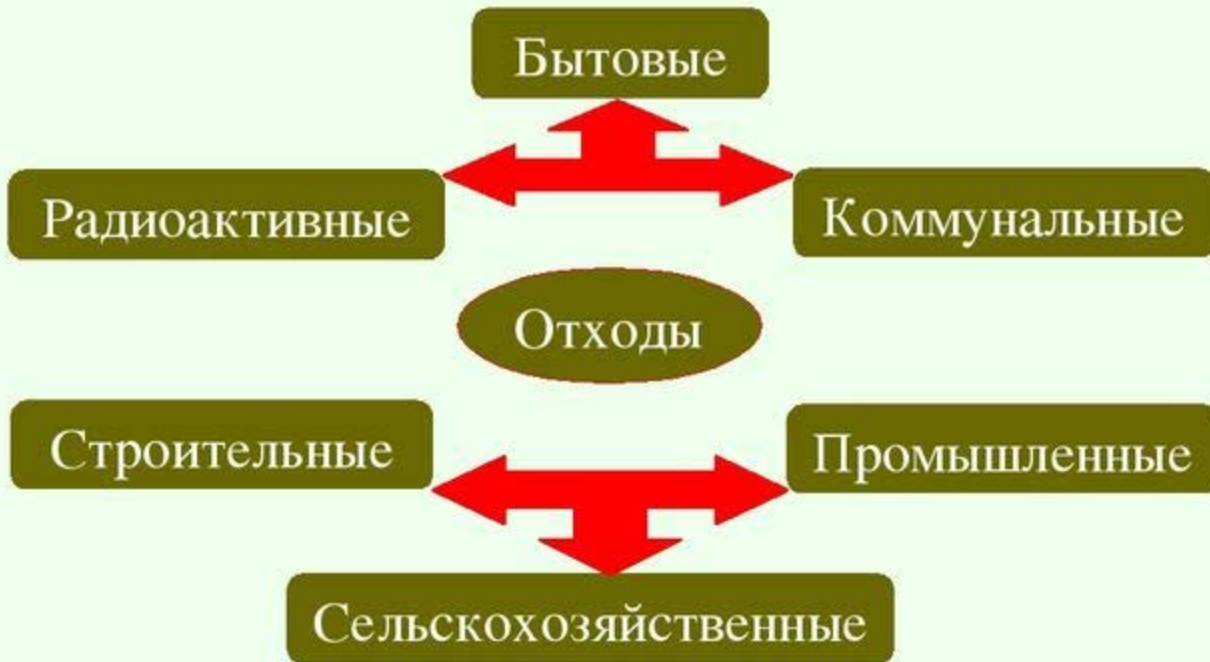 Бытовые
Радиоактивные
Коммунальные
Отходы
Строительные
Промышленные
Сельскохозяйственные